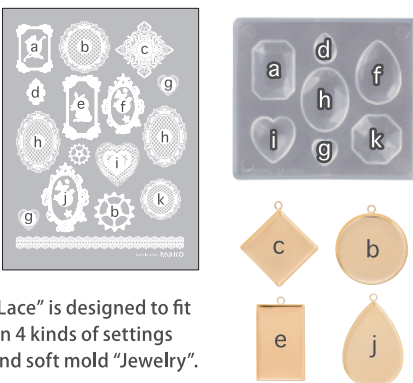 a b c
d e f g
h i h
j b k
g
PADICO
a d f
h
i g k
c b
e j
Lace” is designed to fit
n 4 kinds of settings
nd soft mold “Jewelry”.